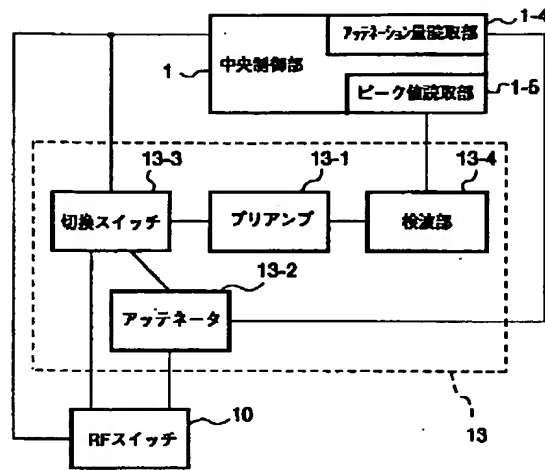 1-4
アッテネーション量読取部
中央制御部
1
ピーク値読取部
1-5
13-3
13-1
13-4
切換スイッチ
プリアンプ
検波部
13-2
アッテネータ
10
13
RFスイッチ